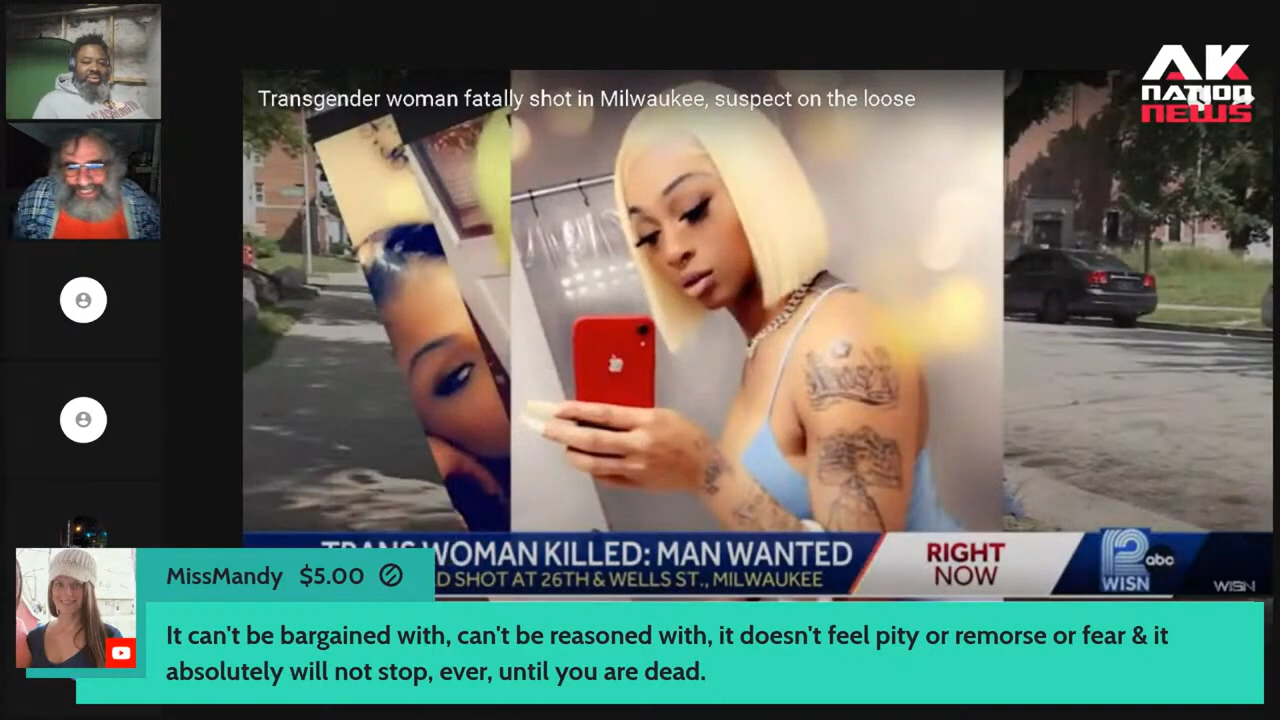 AK
NATION
NEWS
Transgender woman fatally shot in Milwaukee, suspect on the loose
TRANS WOMAN KILLED: MAN WANTED
D SHOT AT 26TH & WELLS ST., MILWAUKEE
RIGHT
NOW
12
abc
WISN
WISN
MissMandy $5.00
It can't be bargained with, can't be reasoned with, it doesn't feel pity or remorse or fear & it
absolutely will not stop, ever, until you are dead.